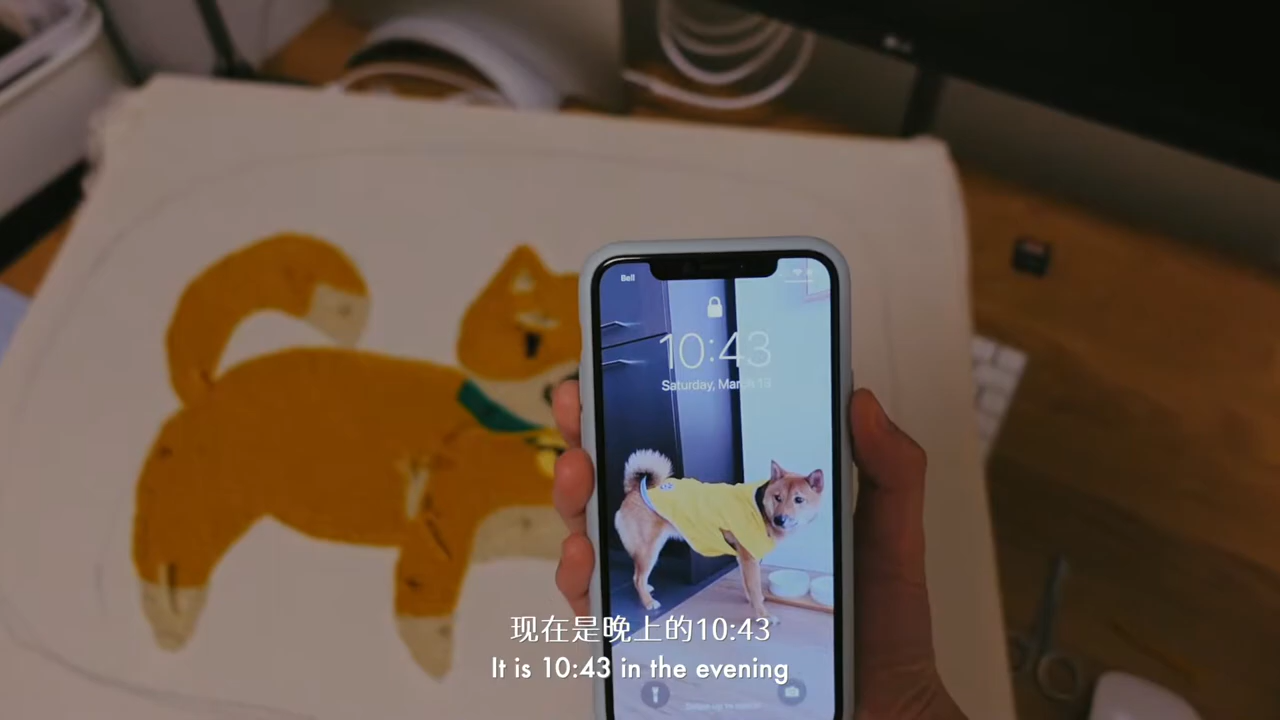 LG
Bell
10:43
Saturday, March 13
现在是晚上的10:43
It is 10:43 in the evening